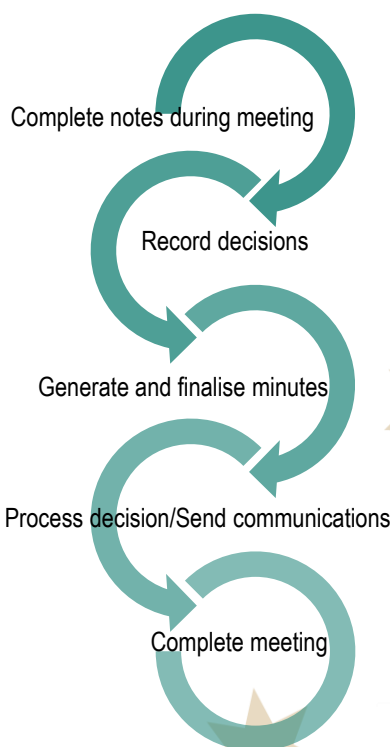 Complete notes during meeting
Record decisions
Generate and finalise minutes
Process decision/Send communications
Complete meeting